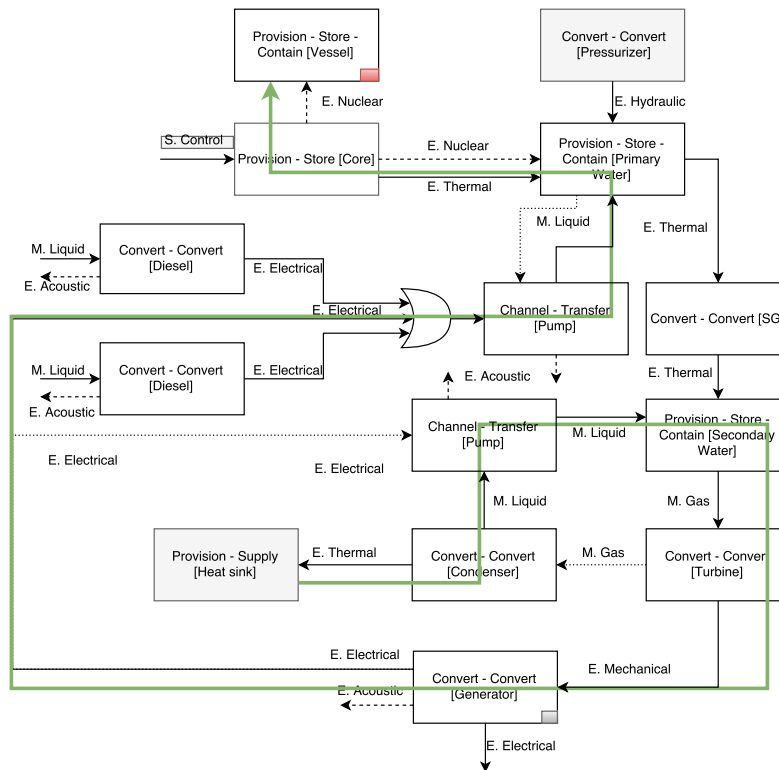 Provision - Store -
Contain [Vessel]
Convert - Convert
[Pressurizer]
E. Nuclear
E. Hydraulic
S. Control
Provision - Store [Core]
E. Nuclear
E. Thermal
Provision - Store -
Contain [Primary
Water]
M. Liquid
E. Thermal
M. Liquid
E. Acoustic
Convert - Convert
[Diesel]
E. Electrical
E. Electrical
Channel - Transfer
[Pump]
Convert - Convert [SG
M. Liquid
E. Acoustic
Convert - Convert
[Diesel]
E. Electrical
E. Acoustic
E. Thermal
Channel - Transfer
[Pump]
M. Liquid
Provision - Store -
Contain [Secondary
Water]
E. Electrical
E. Electrical
M. Liquid
M. Gas
Provision - Supply
[Heat sink]
E. Thermal
Convert - Convert
[Condenser]
M. Gas
Convert - Conver
[Turbine]
E. Electrical
E. Mechanical
E. Acoustic
Convert - Convert
[Generator]
E. Electrical